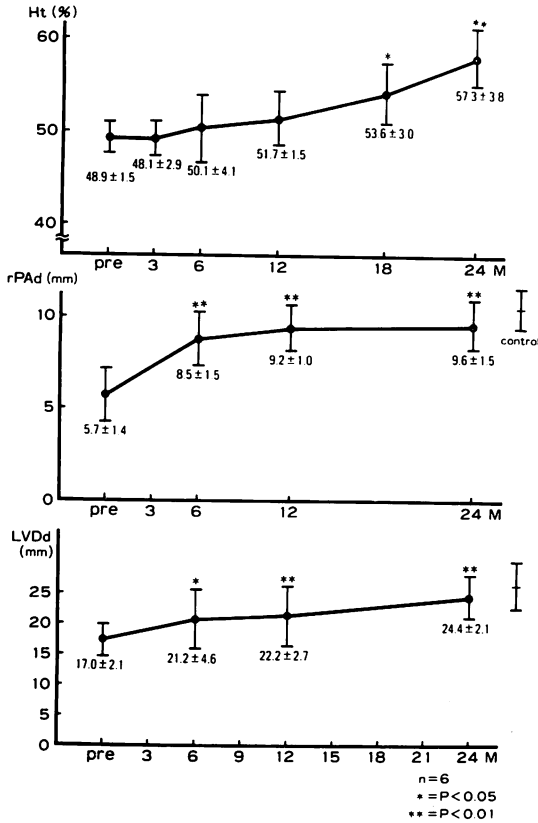 Ht (%)
60
50
40
**
*
57.3±3.8
53.6±3.0
51.7±1.5
50.1±4.1
48.1±2.9
48.9±1.5
pre 3 6 12 18 24 M
rPAd (mm)
10
5
0
** ** **
control
9.6±1.5
9.2±1.0
8.5±1.5
5.7±1.4
pre 3 6 12 24 M
LVDd
(mm)
25
20
15
10
5
0
* ** **
24.4±2.1
22.2±2.7
21.2±4.6
17.0±2.1
pre 3 6 9 12 15 18 21 24 M
n=6
*=P<0.05
**=P<0.01